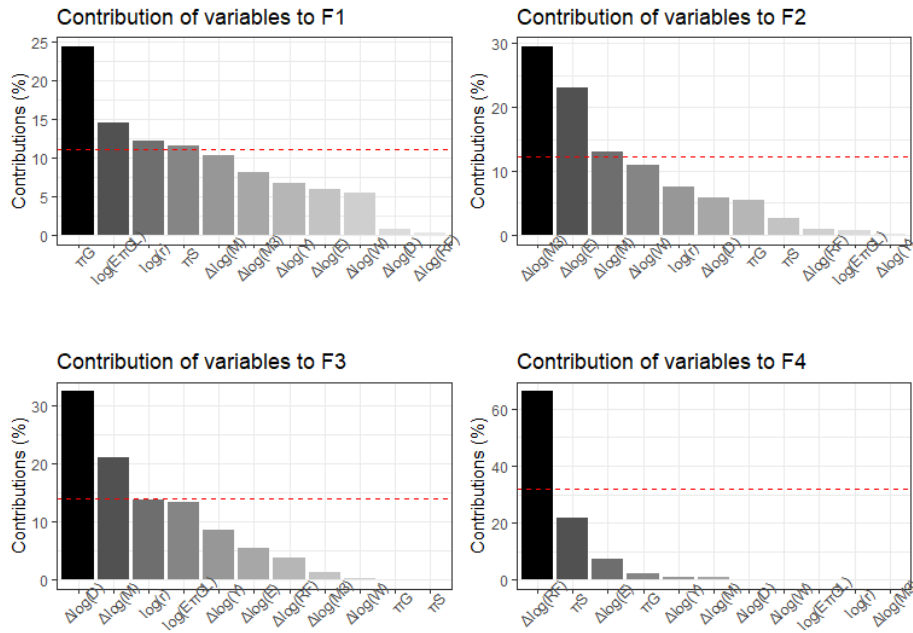 Contribution of variables to F1
Contributions (%)
25
20
15
10
5
0
πG
log(EπGL)
log(r)
πS
Δlog(M)
Δlog(M3)
Δlog(Y)
Δlog(E)
Δlog(W)
Δlog(D)
Δlog(RF)
Contribution of variables to F2
Contributions (%)
30
20
10
0
Δlog(M3)
Δlog(E)
Δlog(M)
Δlog(W)
log(r)
Δlog(D)
πG
πS
Δlog(RF)
log(EπGL)
Contribution of variables to F3
Contributions (%)
30
20
10
0
Δlog(D)
Δlog(M)
log(r)
log(EπGL)
Δlog(Y)
Δlog(E)
Δlog(RF)
Δlog(M3)
Δlog(W)
πG
πS
Contribution of variables to F4
Contributions (%)
60
40
20
0
Δlog(RF)
πS
Δlog(E)
πG
Δlog(Y)
Δlog(M)
Δlog(D)
Δlog(W)
log(EπGL)
log(r)